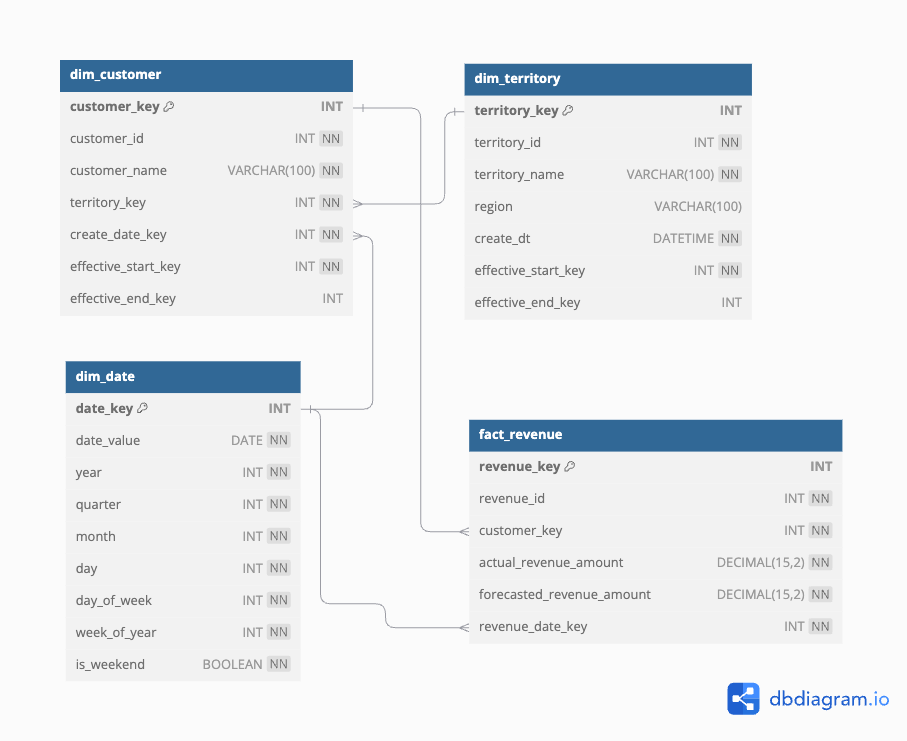 dim_customer
customer_key INT
customer_id INT NN
customer_name VARCHAR(100) NN
territory_key INT NN
create_date_key INT NN
effective_start_key INT NN
effective_end_key INT
dim_territory
territory_key INT
territory_id INT NN
territory_name VARCHAR(100) NN
region VARCHAR(100)
create_dt DATETIME NN
effective_start_key INT NN
effective_end_key INT
dim_date
date_key INT
date_value DATE NN
year INT NN
quarter INT NN
month INT NN
day INT NN
day_of_week INT NN
week_of_year INT NN
is_weekend BOOLEAN NN
fact_revenue
revenue_key INT
revenue_id INT NN
customer_key INT NN
actual_revenue_amount DECIMAL(15,2) NN
forecasted_revenue_amount DECIMAL(15,2) NN
revenue_date_key INT NN
dbdiagram.io